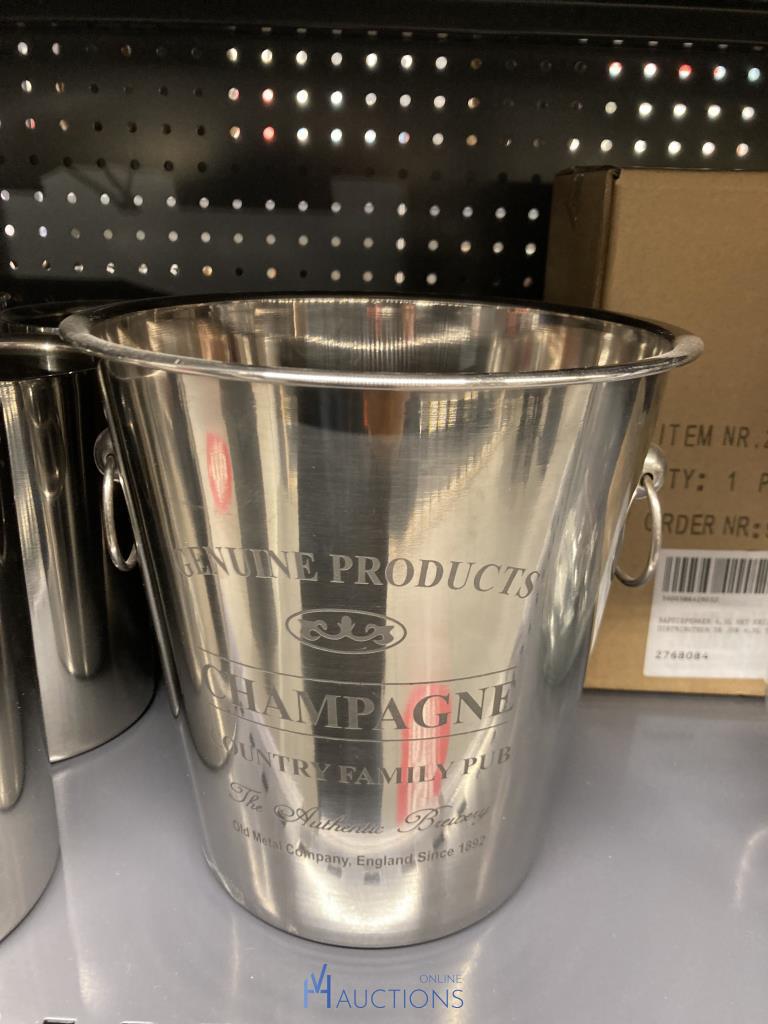 GENUINE PRODUCTS
CHAMPAGNE
OUNTRY FAMILY PUB
The Authentic Brewery
Old Metal Company, England Since 1892
ITEM NR.
TY: 1 P
ORDER NR:
2768084
ONLINE
AUCTIONS